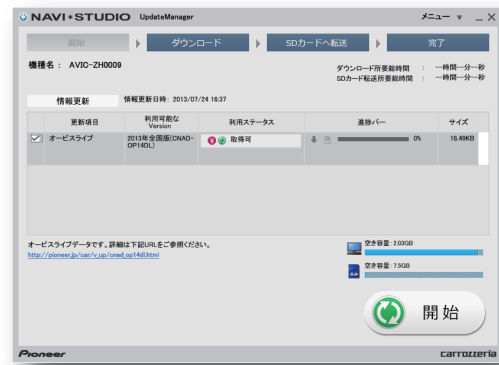 NAVI*STUDIO UpdateManager メニュー
開始 ダウンロード SDカードへ転送 完了
機種名 : AVIC-ZH0009
ダウンロード所要総時間 : 一時間一分一秒
SDカード転送所要総時間 : 一時間一分一秒
情報更新 情報更新日時: 2013/07/24 16:37
更新項目 利用可能なVersion 利用ステータス 進捗バー サイズ
オービスライブ 2013年全国版(CNAD-OP14DL) 取得可 0% 16.49KB
オービスライブデータです。詳細は下記URLをご参照ください。
http://pioneer.jp/car/v_up/cnad_op14dl.html
空き容量: 2.03GB
空き容量: 7.5GB
開始
Pioneer carrozzeria